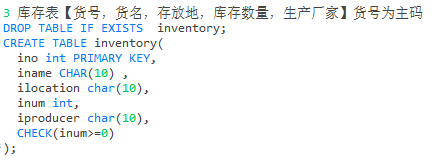 3 库存表【货号，货名，存放地，库存数量，生产厂家】货号为主码
DROP TABLE IF EXISTS  inventory;
CREATE TABLE inventory(
  ino int PRIMARY KEY,
  iname CHAR(10) ,
  ilocation char(10),
  inum int,
  iproducer char(10),
  CHECK(inum>=0)
);